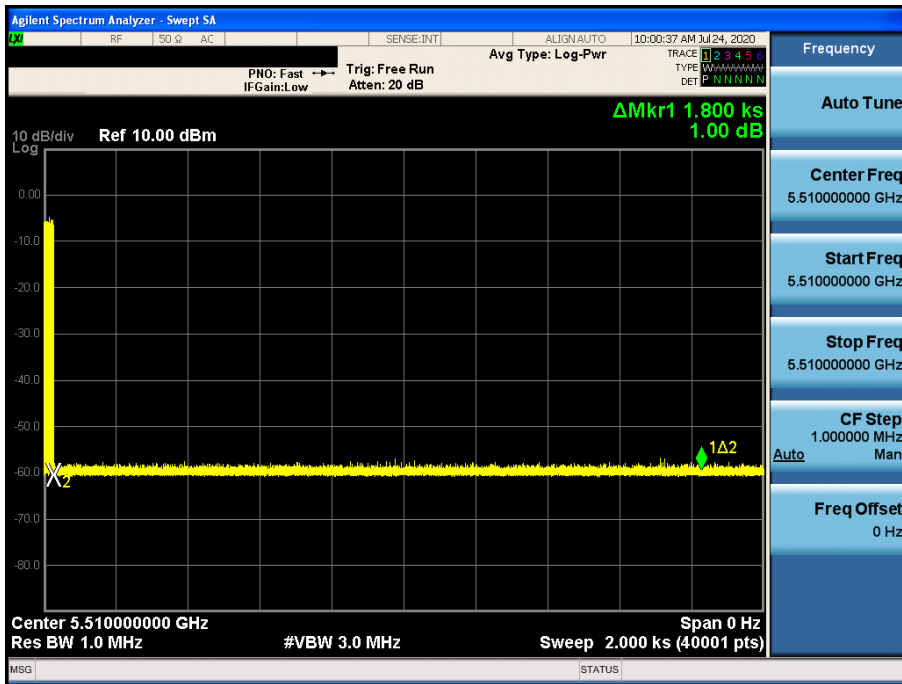 Agilent Spectrum Analyzer - Swept SA
LXI RF 50 Ω AC SENSE:INT ALIGN AUTO 10:00:37 AM Jul 24, 2020
Frequency
PNO: Fast
IFGain:Low
Trig: Free Run
Atten: 20 dB
Avg Type: Log-Pwr
TRACE 1 2 3 4 5 6
TYPE
DET P N N N N N
Auto Tune
ΔMkr1 1.800 ks
1.00 dB
10 dB/div Ref 10.00 dBm
Log
0.00
-10.0
-20.0
-30.0
-40.0
-50.0
-60.0
-70.0
-80.0
1Δ2
X2
Center Freq
5.510000000 GHz
Start Freq
5.510000000 GHz
Stop Freq
5.510000000 GHz
CF Step
1.000000 MHz
Auto Man
Freq Offset
0 Hz
Center 5.510000000 GHz Span 0 Hz
Res BW 1.0 MHz #VBW 3.0 MHz Sweep 2.000 ks (40001 pts)
MSG STATUS